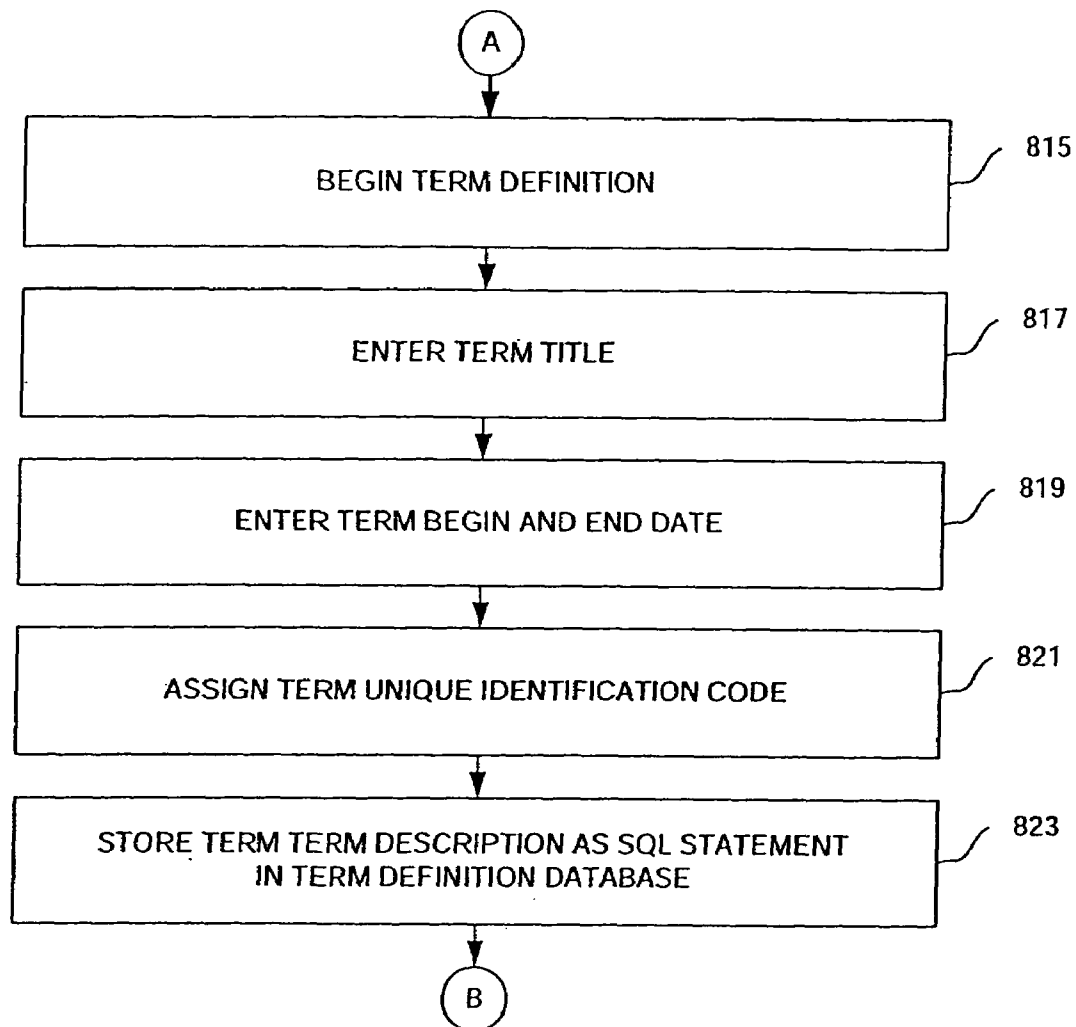 A
BEGIN TERM DEFINITION
815
ENTER TERM TITLE
817
ENTER TERM BEGIN AND END DATE
819
ASSIGN TERM UNIQUE IDENTIFICATION CODE
821
STORE TERM TERM DESCRIPTION AS SQL STATEMENT
IN TERM DEFINITION DATABASE
823
B